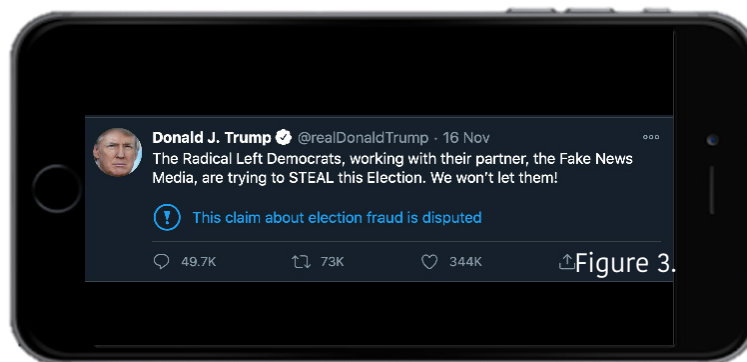 Donald J. Trump @realDonaldTrump · 16 Nov
The Radical Left Democrats, working with their partner, the Fake News
Media, are trying to STEAL this Election. We won't let them!
This claim about election fraud is disputed
49.7K 73K 344K
Figure 3.